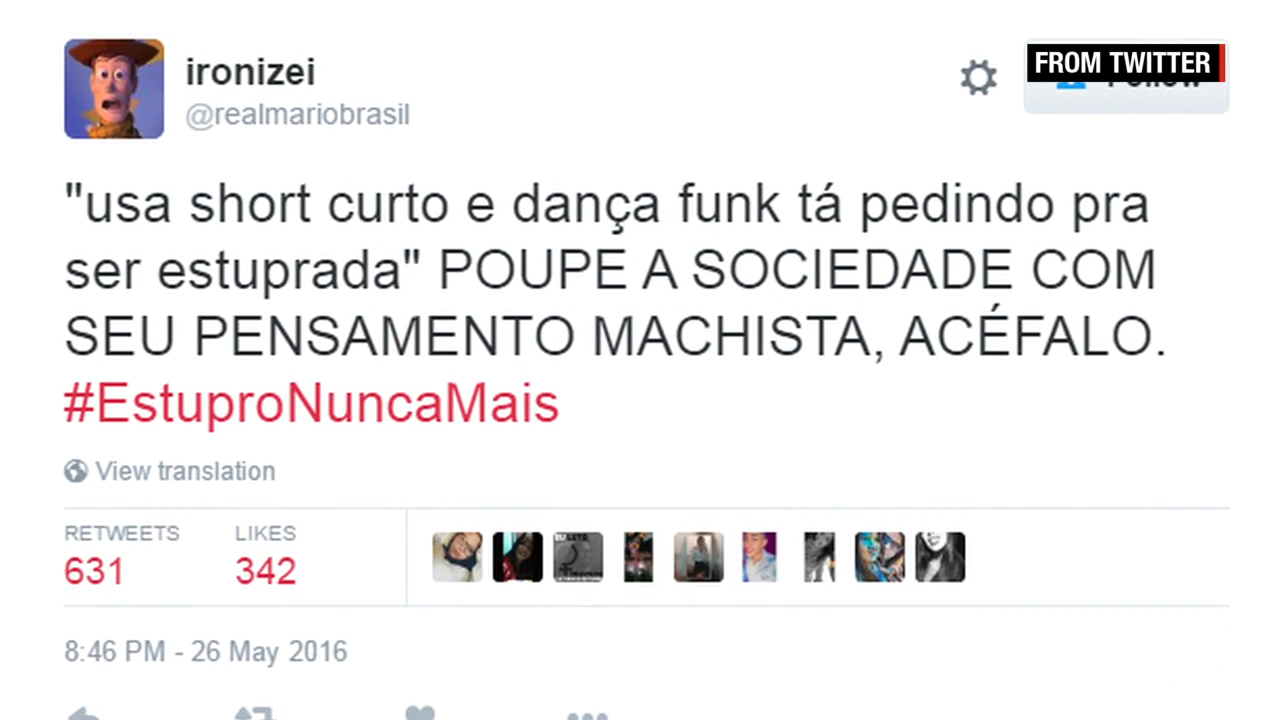 ironizei
@realmariobrasil
FROM TWITTER
"usa short curto e dança funk tá pedindo pra
ser estuprada" POUPE A SOCIEDADE COM
SEU PENSAMENTO MACHISTA, ACÉFALO.
#EstuproNuncaMais
View translation
RETWEETS LIKES
631 342
8:46 PM - 26 May 2016